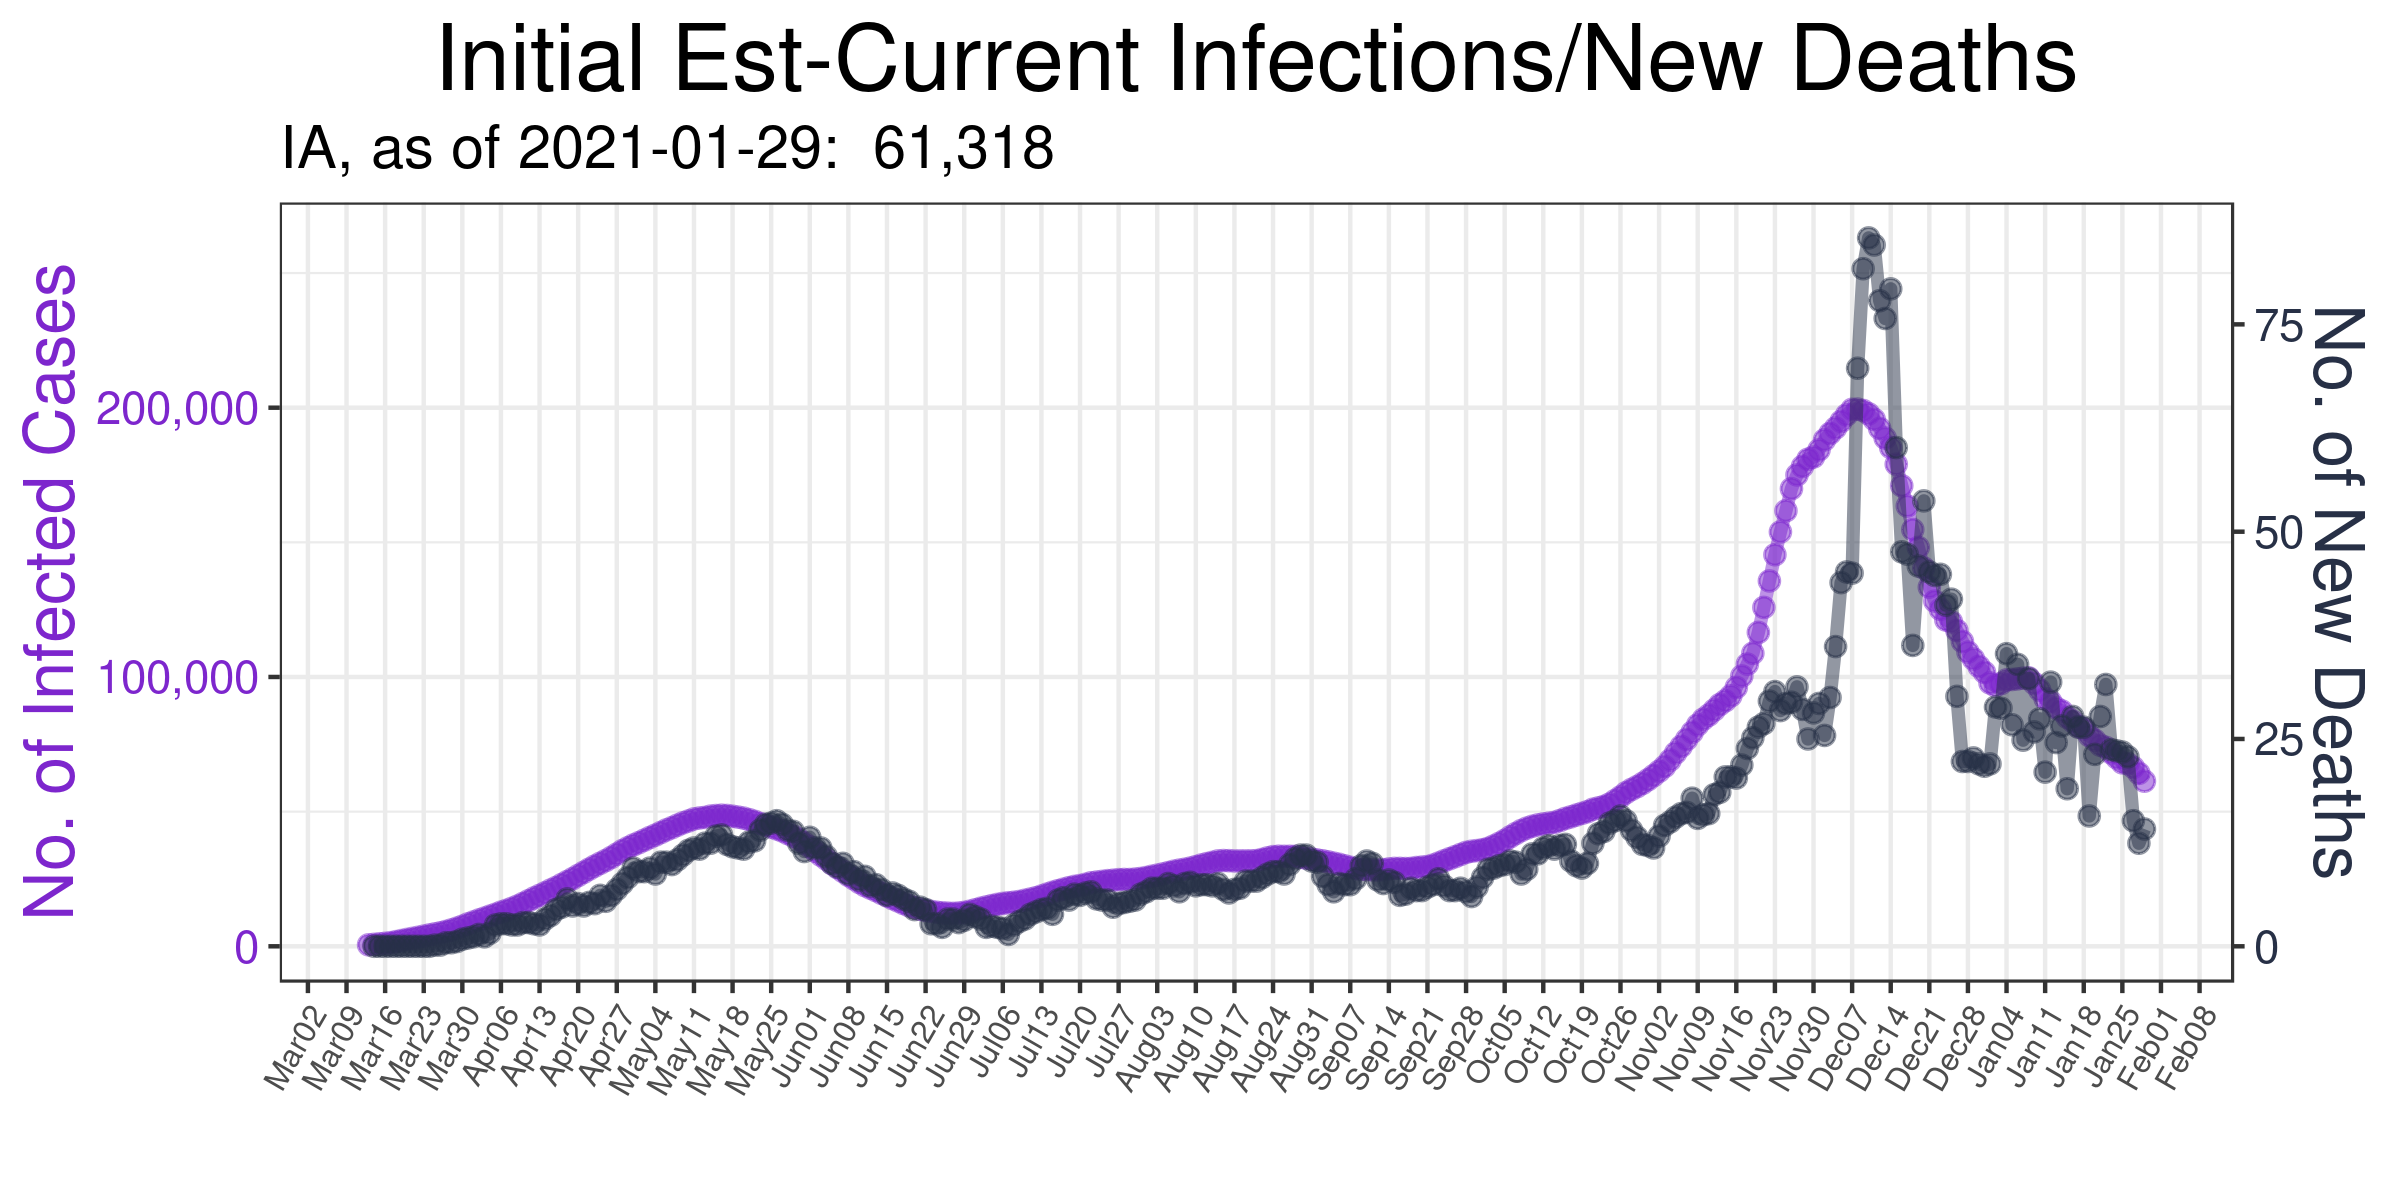 Initial Est-Current Infections/New Deaths
IA, as of 2021-01-29:  61,318
No. of Infected Cases
200,000
100,000
0
75
50
25
0
No. of New Deaths
Mar02
Mar09
Mar16
Mar23
Mar30
Apr06
Apr13
Apr20
Apr27
May04
May11
May18
May25
Jun01
Jun08
Jun15
Jun22
Jun29
Jul06
Jul13
Jul20
Jul27
Aug03
Aug10
Aug17
Aug24
Aug31
Sep07
Sep14
Sep21
Sep28
Oct05
Oct12
Oct19
Oct26
Nov02
Nov09
Nov16
Nov23
Nov30
Dec07
Dec14
Dec21
Dec28
Jan04
Jan11
Jan18
Jan25
Feb01
Feb08